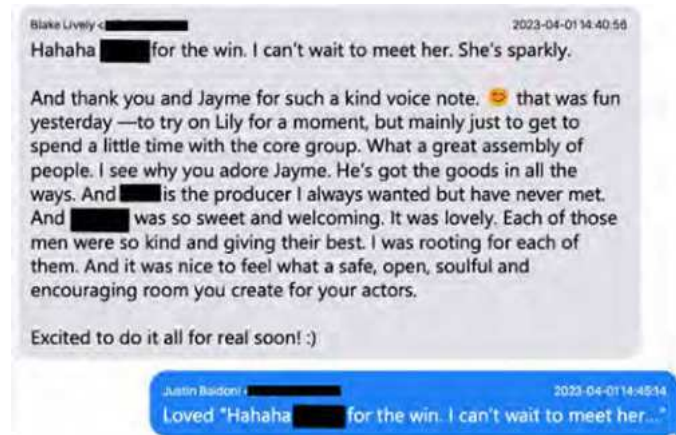 Blake Lively < 2023-04-01 14:40:56
Hahaha for the win. I can't wait to meet her. She's sparkly.
And thank you and Jayme for such a kind voice note. 😊 that was fun
yesterday —to try on Lily for a moment, but mainly just to get to
spend a little time with the core group. What a great assembly of
people. I see why you adore Jayme. He's got the goods in all the
ways. And is the producer I always wanted but have never met.
And was so sweet and welcoming. It was lovely. Each of those
men were so kind and giving their best. I was rooting for each of
them. And it was nice to feel what a safe, open, soulful and
encouraging room you create for your actors.
Excited to do it all for real soon! :)
Justin Baldoni < 2023-04-01 14:45:14
Loved "Hahaha for the win. I can't wait to meet her..."